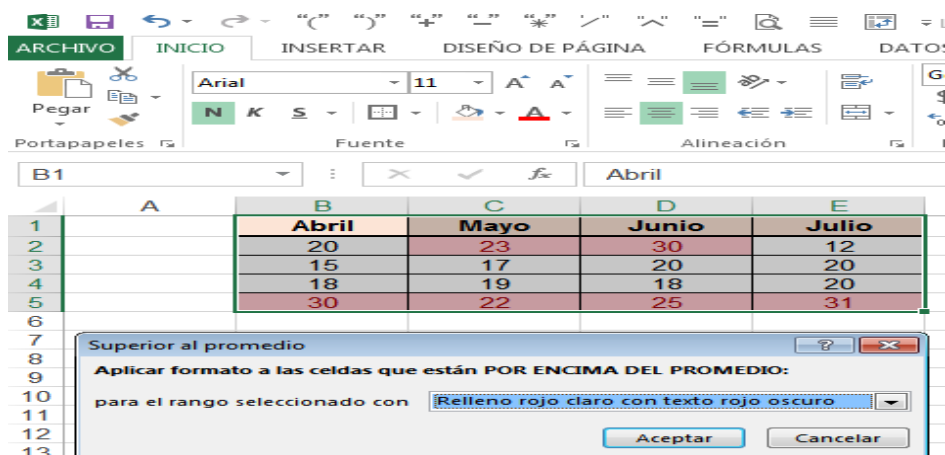 “(” “)” “+” “_” “*” “/” “^” “=”
ARCHIVO INICIO INSERTAR DISEÑO DE PÁGINA FÓRMULAS DATOS
Arial 11 A A G
Pegar N K S A $
Portapapeles Fuente Alineación
B1 fx Abril
A B C D E
1 Abril Mayo Junio Julio
2 20 23 30 12
3 15 17 20 20
4 18 19 18 20
5 30 22 25 31
6
7 Superior al promedio ?
8
9 Aplicar formato a las celdas que están POR ENCIMA DEL PROMEDIO:
10 para el rango seleccionado con Relleno rojo claro con texto rojo oscuro
11
12 Aceptar Cancelar
13